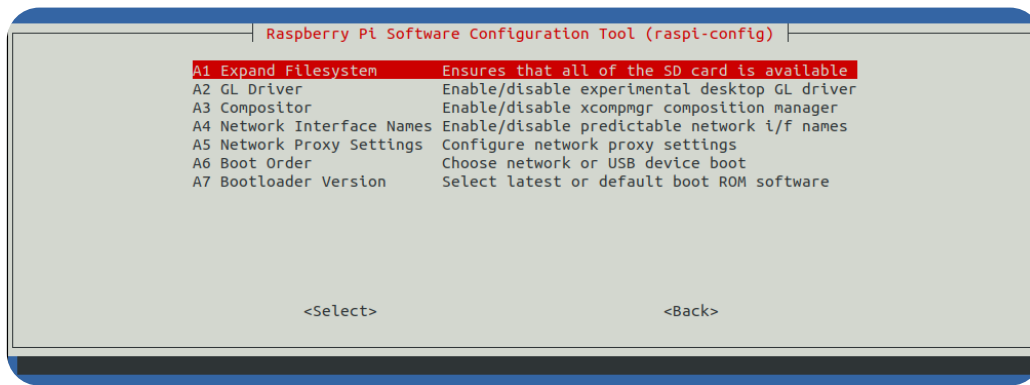 Raspberry Pi Software Configuration Tool (raspi-config)
A1 Expand Filesystem Ensures that all of the SD card is available
A2 GL Driver Enable/disable experimental desktop GL driver
A3 Compositor Enable/disable xcompmgr composition manager
A4 Network Interface Names Enable/disable predictable network i/f names
A5 Network Proxy Settings Configure network proxy settings
A6 Boot Order Choose network or USB device boot
A7 Bootloader Version Select latest or default boot ROM software
<Select> <Back>